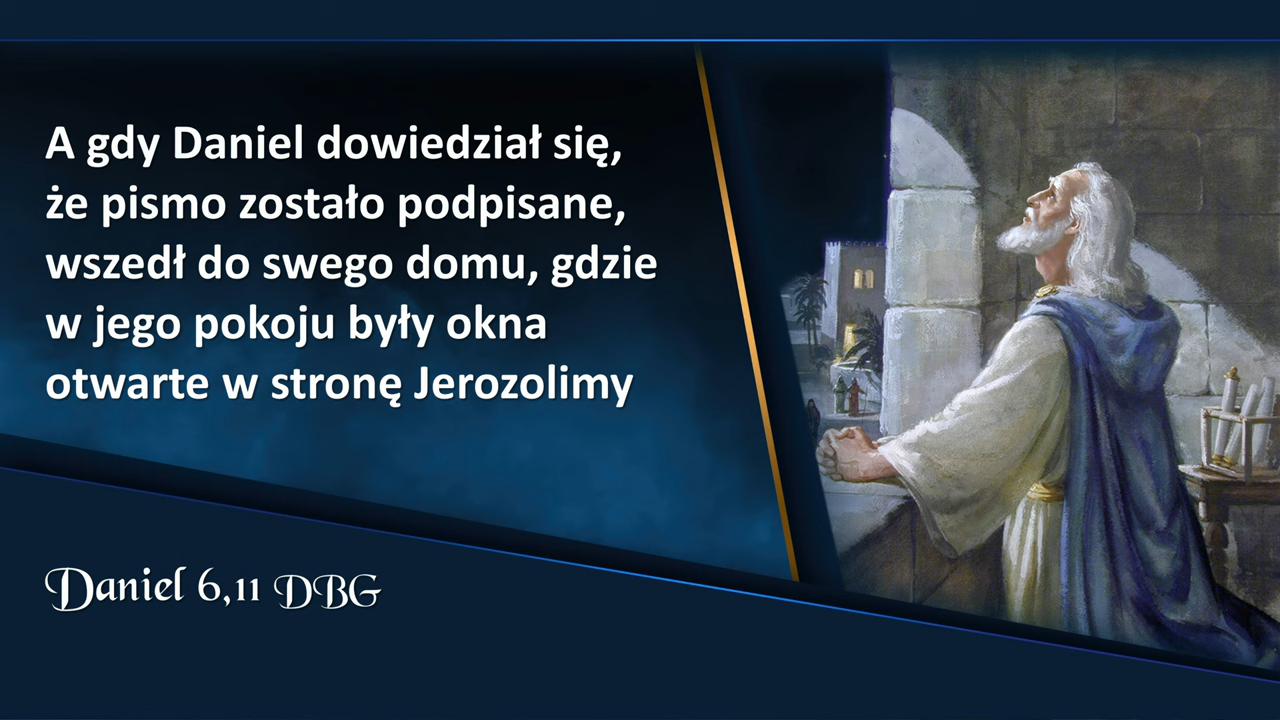 A gdy Daniel dowiedział się,
że pismo zostało podpisane,
wszedł do swego domu, gdzie
w jego pokoju były okna
otwarte w stronę Jerozolimy
Daniel 6,11 DBG